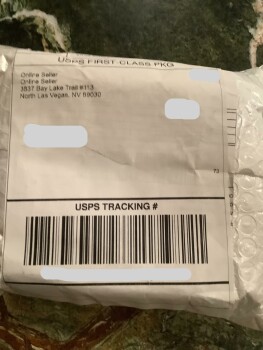 USPS FIRST-CLASS PKG
Online Seller
Online Seller
3837 Bay Lake Trail #113
North Las Vegas, NV 89030
USPS TRACKING #